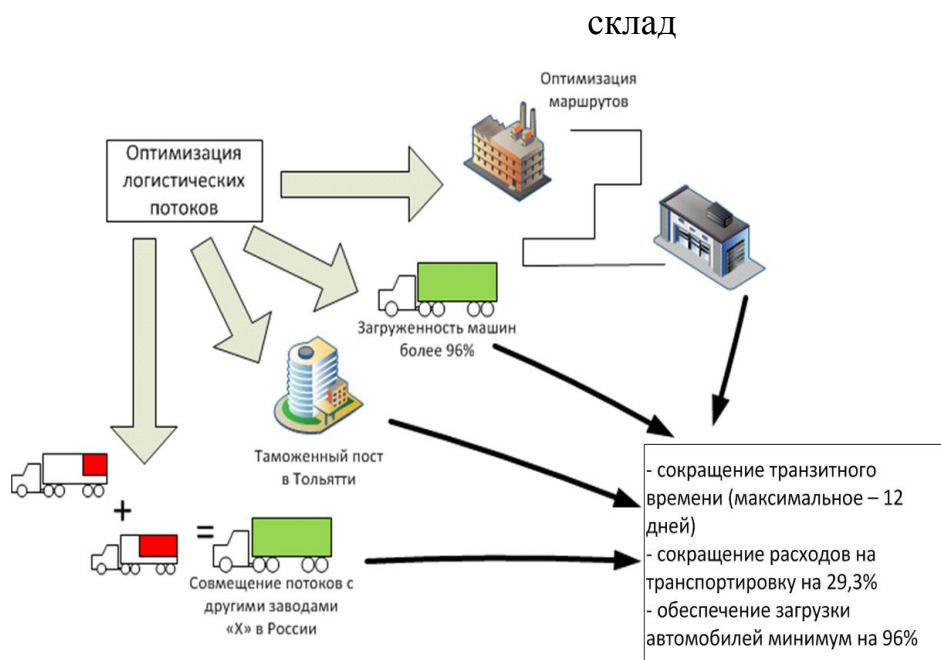 склад
Оптимизация
маршрутов
Оптимизация
логистических
потоков
Загруженность машин
более 96%
Таможенный пост
в Тольятти
+
=
Совмещение потоков с
другими заводами
«Х» в России
- сокращение транзитного
времени (максимальное – 12
дней)
- сокращение расходов на
транспортировку на 29,3%
- обеспечение загрузки
автомобилей минимум на 96%